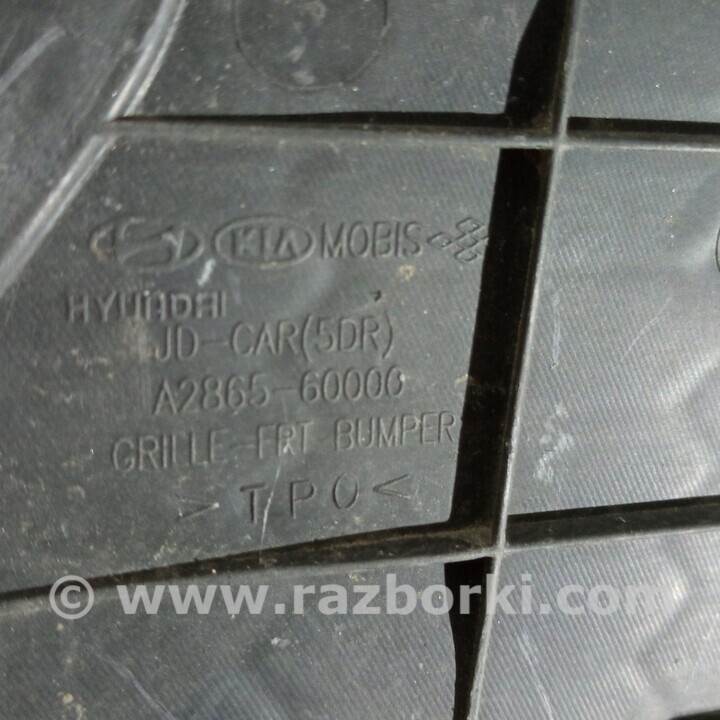 KIA MOBIS
HYUNDAI
JD-CAR(5DR)
A2865-60000
GRILLE-FRT BUMPER
>TPO<
© www.razborki.com